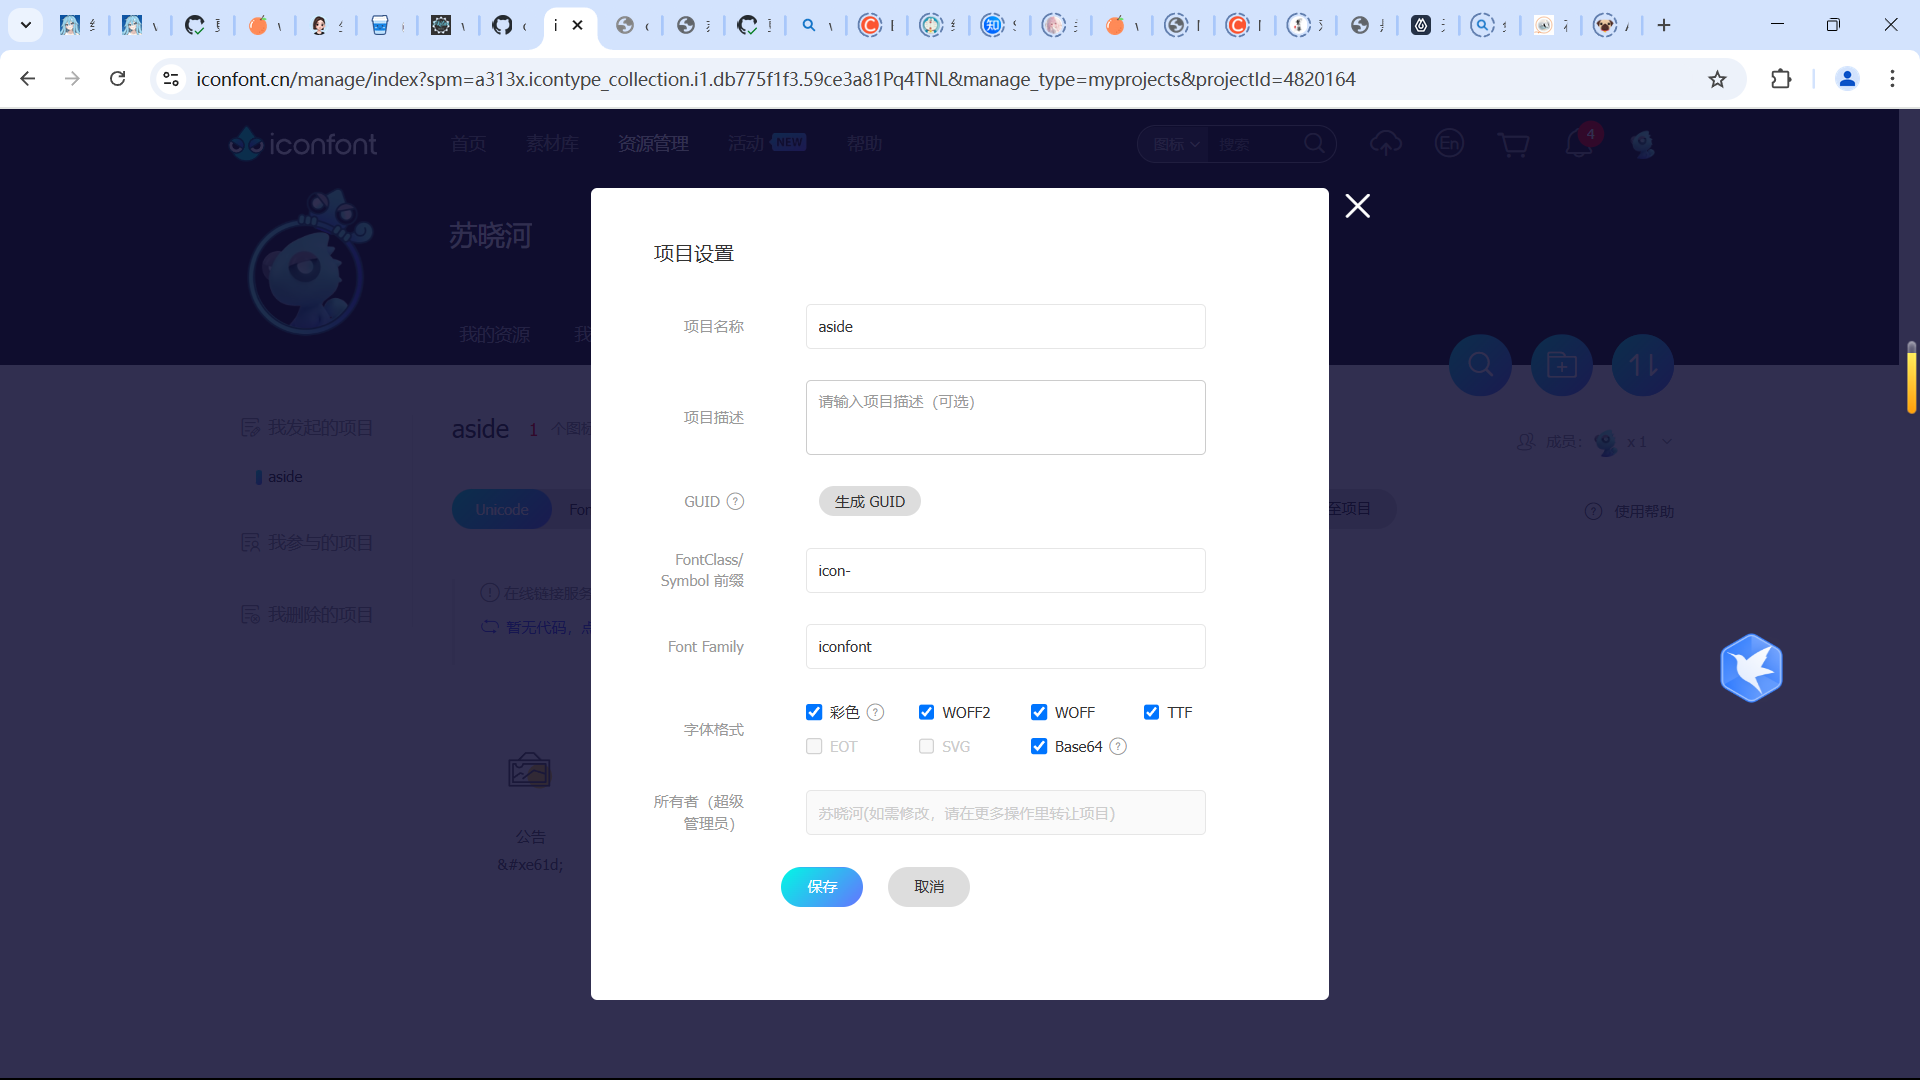 iconfont.cn/manage/index?spm=a313x.icontype_collection.i1.db775f1f3.59ce3a81Pq4TNL&manage_type=myprojects&projectId=4820164
iconfont
首页
素材库
资源管理
活动
NEW
帮助
图标
搜索
En
4
苏晓河
我的资源
我
项目设置
项目名称
aside
项目描述
请输入项目描述（可选）
GUID
生成 GUID
FontClass/
Symbol 前缀
icon-
Font Family
iconfont
字体格式
彩色
WOFF2
WOFF
TTF
EOT
SVG
Base64
所有者（超级
管理员）
苏晓河(如需修改，请在更多操作里转让项目)
保存
取消
我发起的项目
aside
我参与的项目
我删除的项目
aside
1
个图标
成员：
x 1
Unicode
For
至项目
使用帮助
在线链接服务
暂无代码，点
公告
&#xe61d;